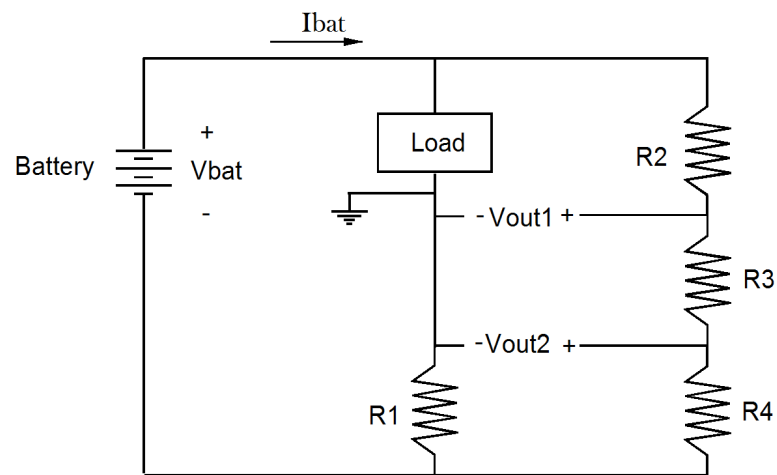 Ibat
Battery
+
Vbat
-
Load
R2
- Vout1 +
R3
-Vout2 +
R1
R4